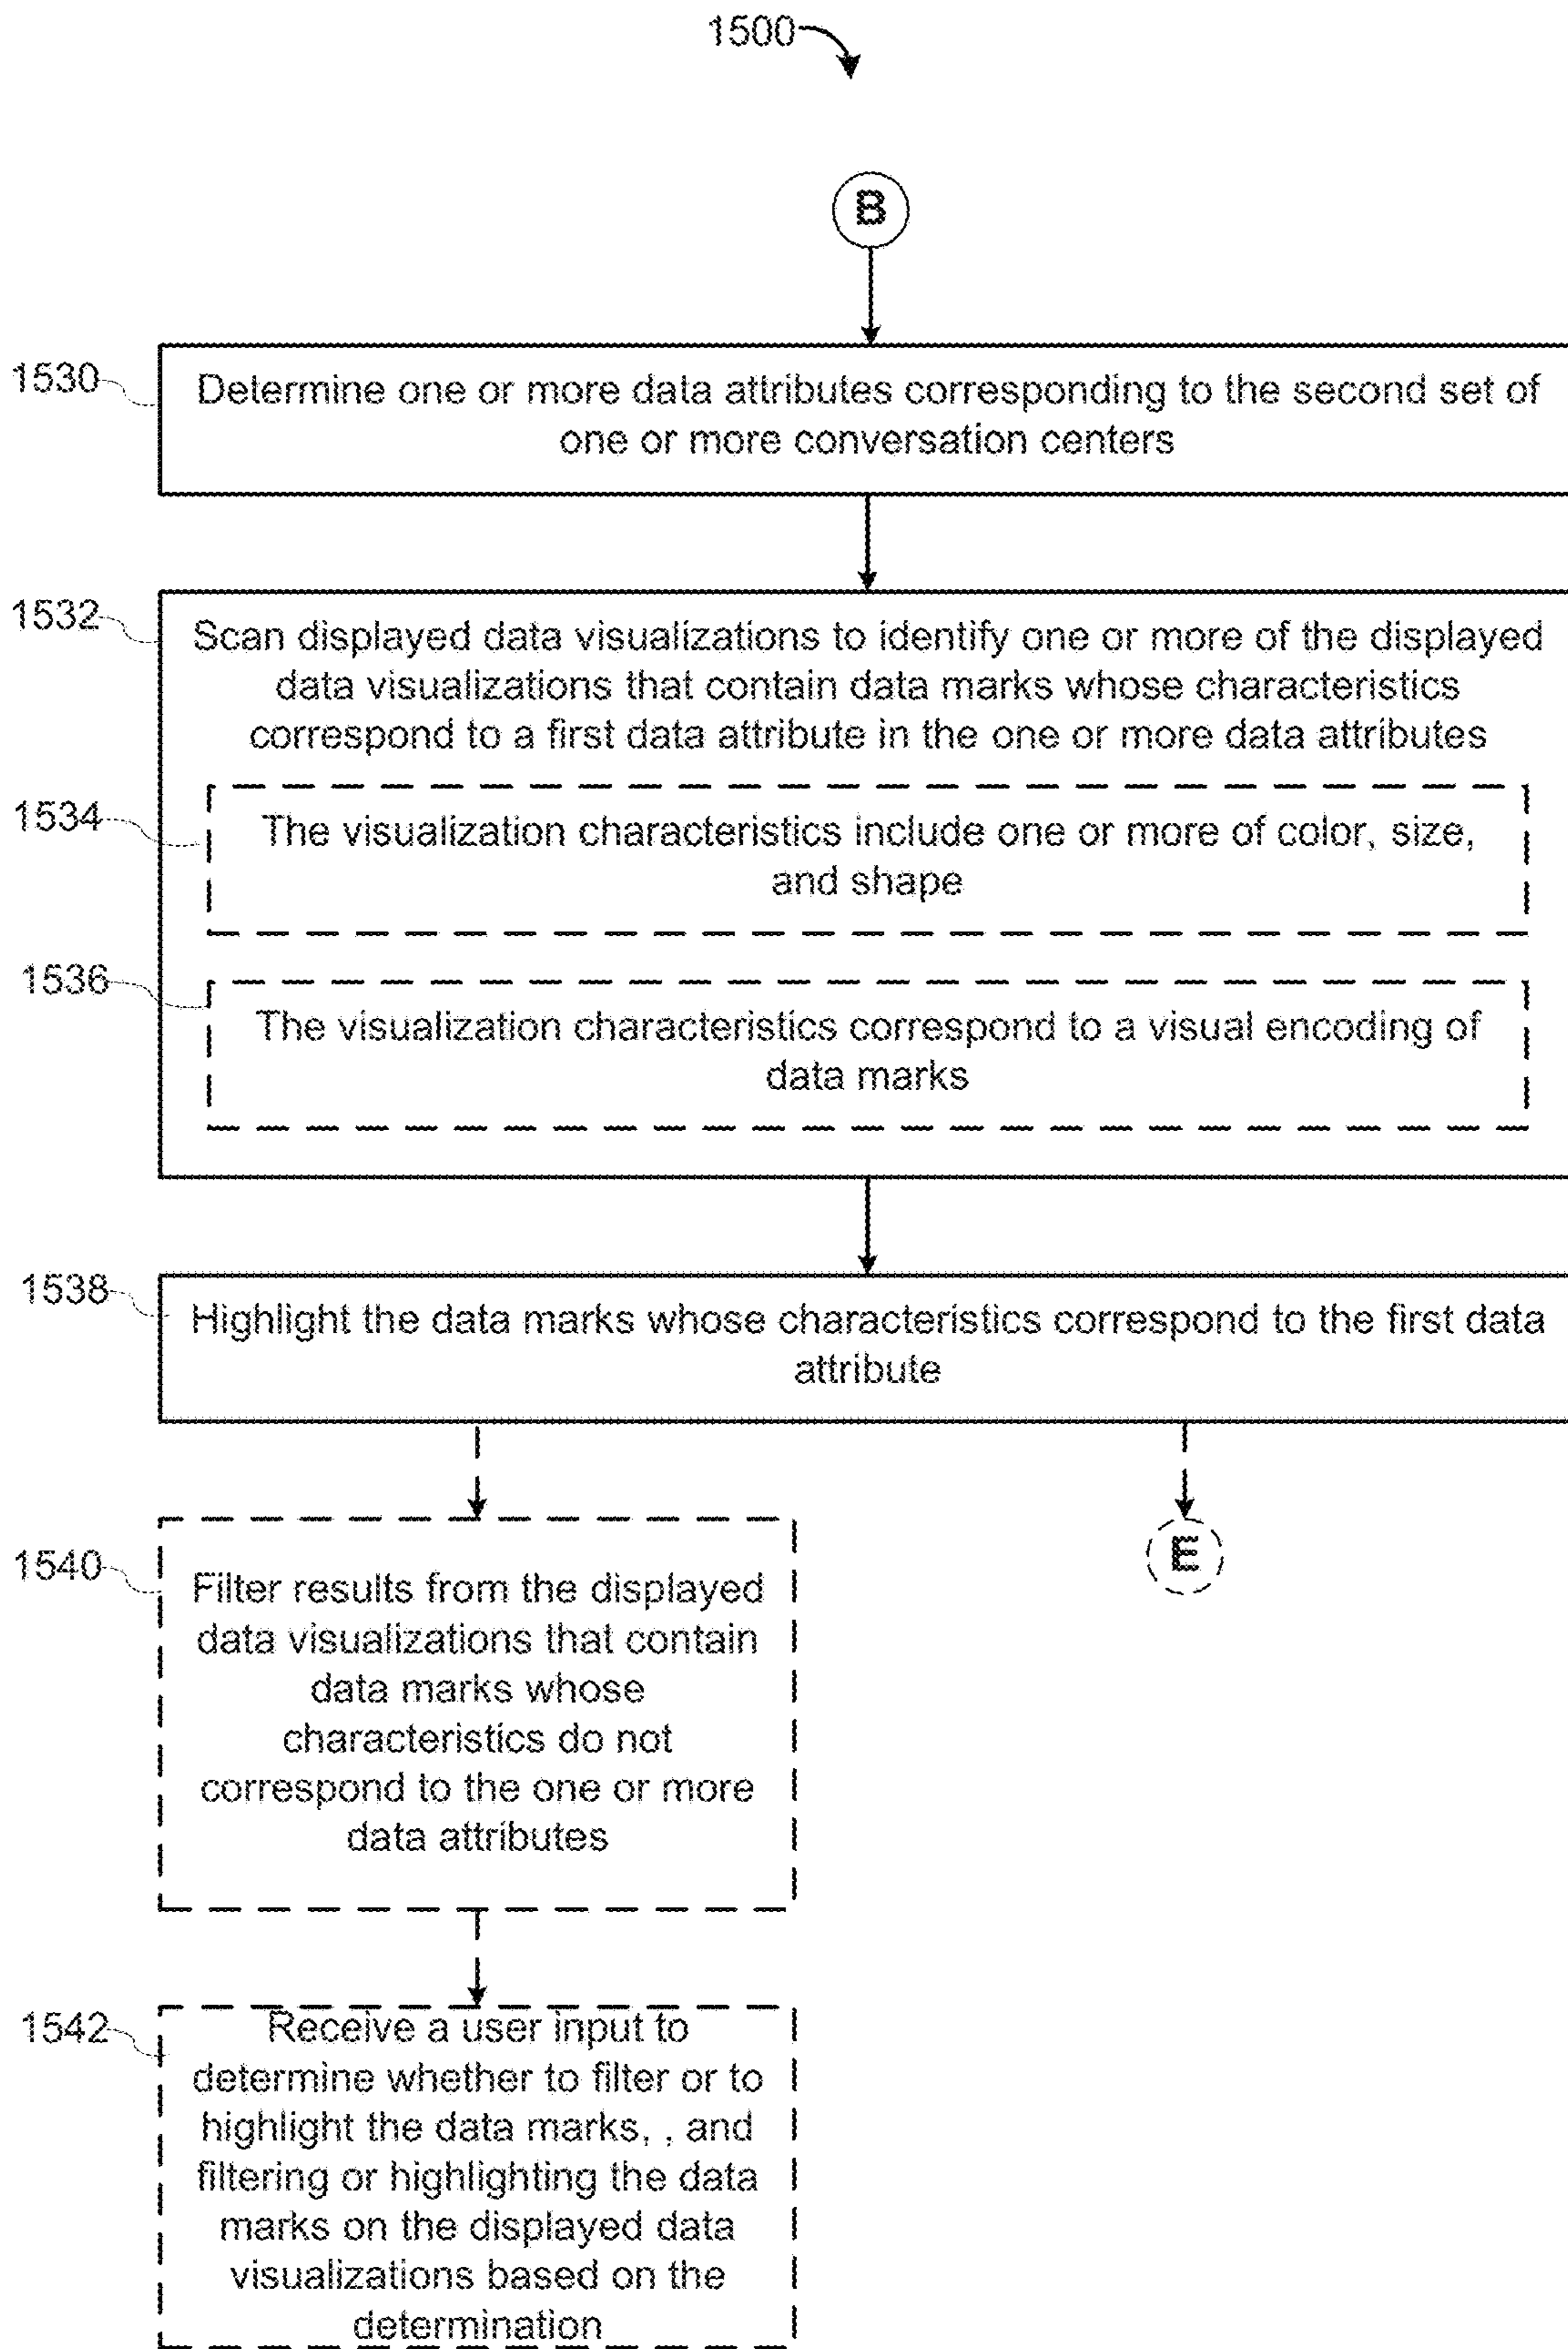 1500
B
1530
Determine one or more data attributes corresponding to the second set of
one or more conversation centers
1532
Scan displayed data visualizations to identify one or more of the displayed
data visualizations that contain data marks whose characteristics
correspond to a first data attribute in the one or more data attributes
1534
The visualization characteristics include one or more of color, size,
and shape
1536
The visualization characteristics correspond to a visual encoding of
data marks
1538
Highlight the data marks whose characteristics correspond to the first data
attribute
E
1540
Filter results from the displayed
data visualizations that contain
data marks whose
characteristics do not
correspond to the one or more
data attributes
1542
Receive a user input to
determine whether to filter or to
highlight the data marks, , and
filtering or highlighting the data
marks on the displayed data
visualizations based on the
determination